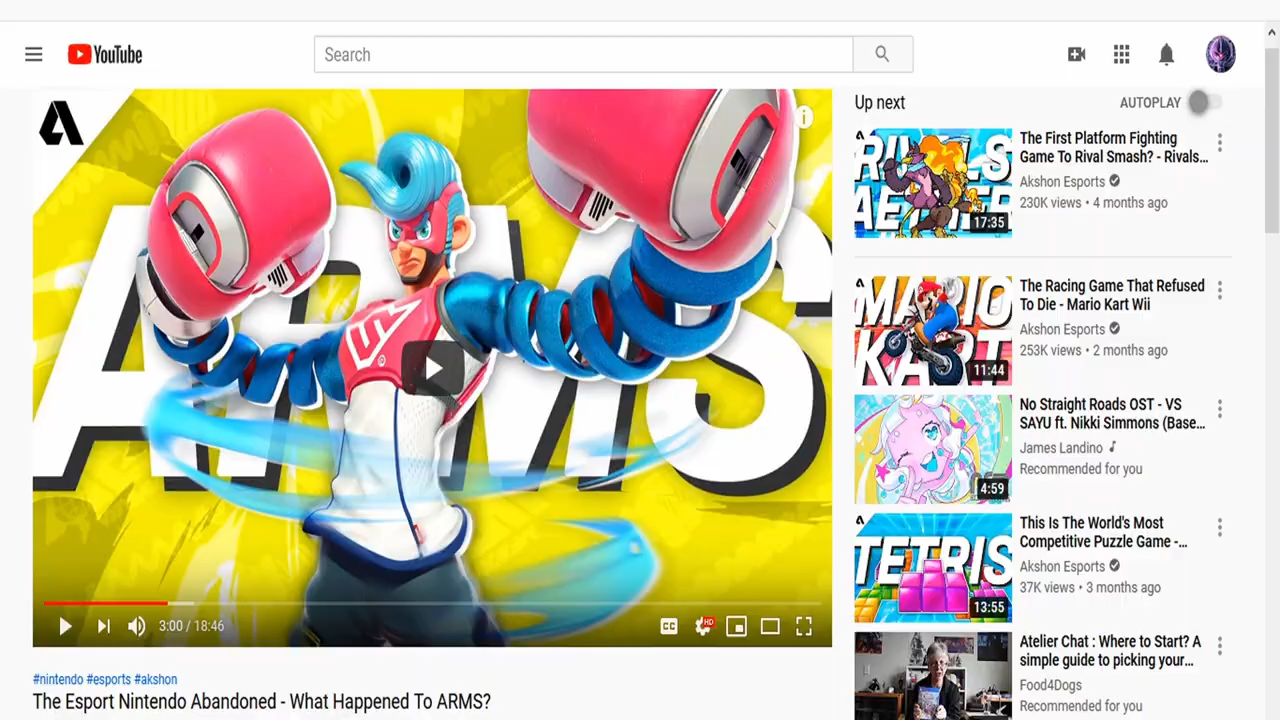 YouTube
Search
ARMS
3:00 / 18:46
CC
HD
#nintendo #esports #akshon
The Esport Nintendo Abandoned - What Happened To ARMS?
Up next
AUTOPLAY
RIVALS
AETHER
17:35
The First Platform Fighting
Game To Rival Smash? - Rivals...
Akshon Esports
230K views • 4 months ago
MARIO
KART
11:44
The Racing Game That Refused
To Die - Mario Kart Wii
Akshon Esports
253K views • 2 months ago
4:59
No Straight Roads OST - VS
SAYU ft. Nikki Simmons (Base...
James Landino
Recommended for you
TETRIS
13:55
This Is The World's Most
Competitive Puzzle Game -...
Akshon Esports
37K views • 3 months ago
Atelier Chat : Where to Start? A
simple guide to picking your...
Food4Dogs
Recommended for you